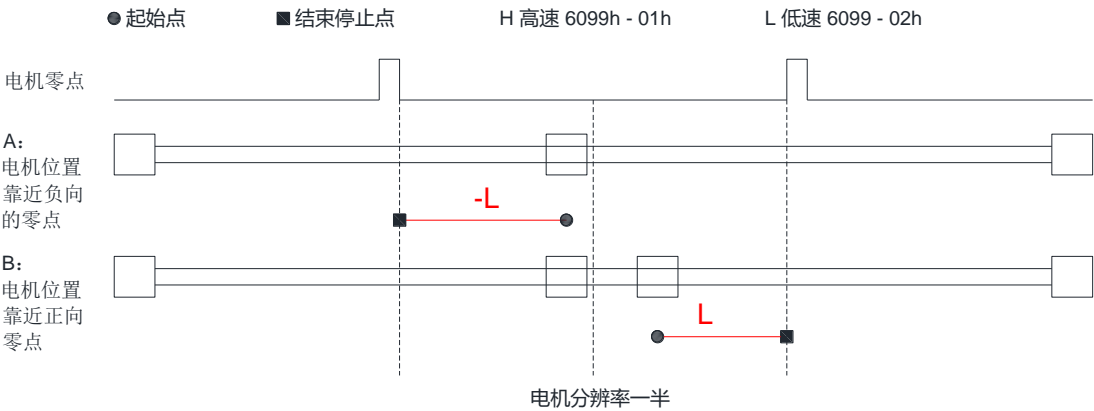 起始点 结束停止点 H 高速 6099h - 01h L 低速 6099 - 02h
电机零点
A：
电机位置
靠近负向
的零点
-L
B：
电机位置
靠近正向
零点
L
电机分辨率一半